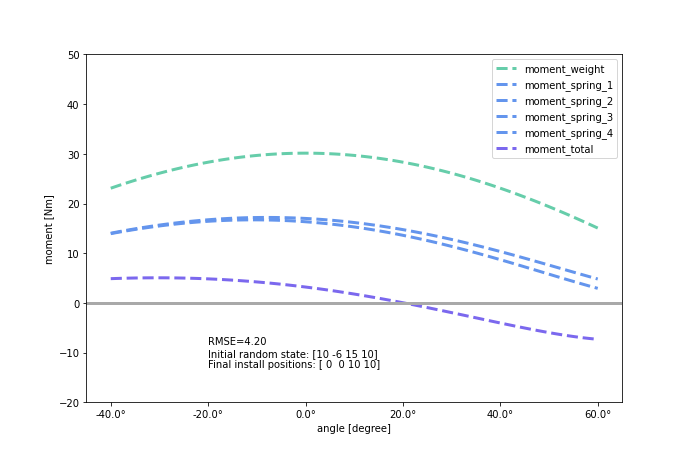 50
40
30
20
10
0
−10
−20
moment [Nm]
moment_weight
moment_spring_1
moment_spring_2
moment_spring_3
moment_spring_4
moment_total
RMSE=4.20
Initial random state: [10 -6 15 10]
Final install positions: [ 0  0 10 10]
-40.0° -20.0° 0.0° 20.0° 40.0° 60.0°
angle [degree]